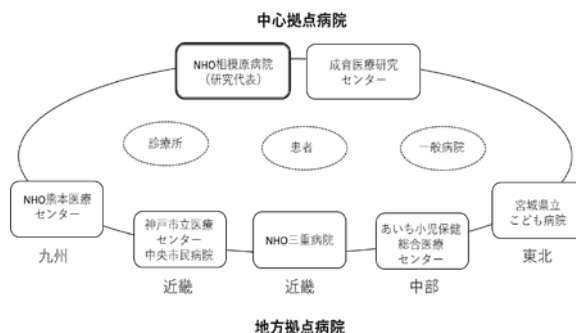 中心拠点病院
NHO相模原病院
（研究代表）
成育医療研究
センター
診療所
患者
一般病院
NHO熊本医療
センター
九州
神戸市立医療
センター
中央市民病院
近畿
NHO三重病院
近畿
あいち小児保健
総合医療
センター
中部
宮城県立
こども病院
東北
地方拠点病院